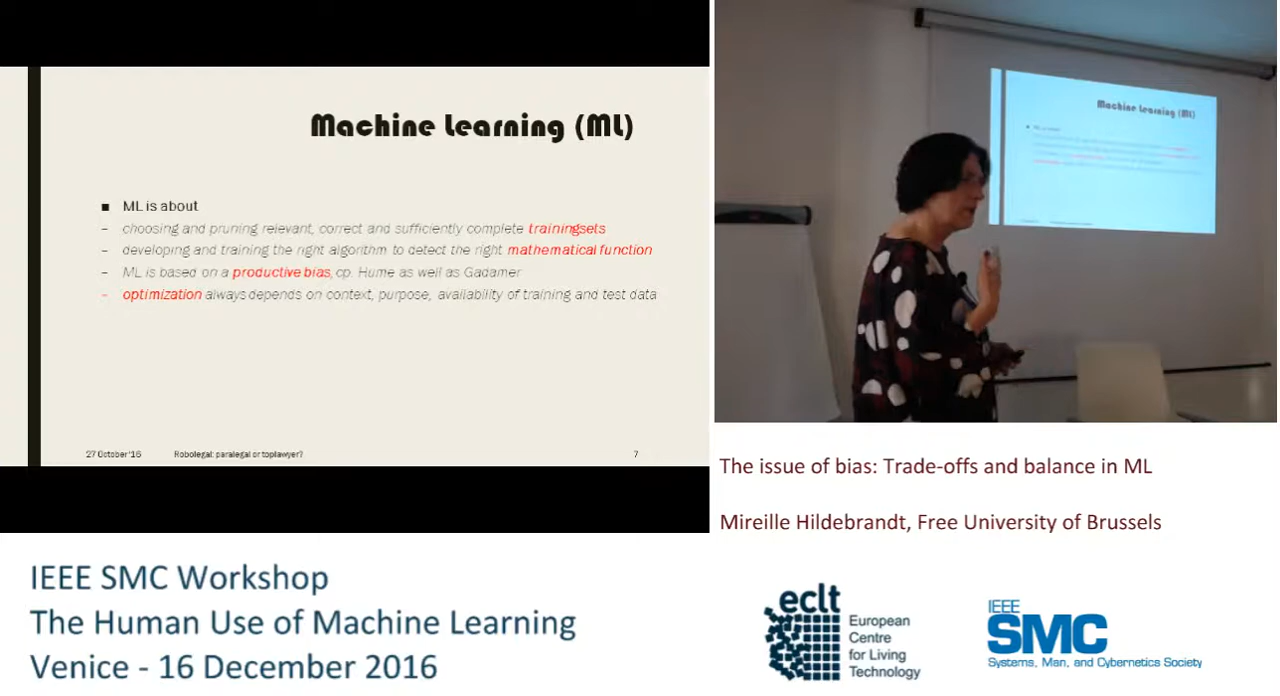 Machine Learning (ML)
■ ML is about
– choosing and pruning relevant, correct and sufficiently complete trainingsets
– developing and training the right algorithm to detect the right mathematical function
– ML is based on a productive bias, cp. Hume as well as Gadamer
– optimization always depends on context, purpose, availability of training and test data
27 October '16 Robolegal: paralegal or toplawyer? 7
Machine Learning (ML)
The issue of bias: Trade-offs and balance in ML
Mireille Hildebrandt, Free University of Brussels
IEEE SMC Workshop
The Human Use of Machine Learning
Venice - 16 December 2016
eclt
European
Centre
for Living
Technology
IEEE
SMC
Systems, Man, and Cybernetics Society